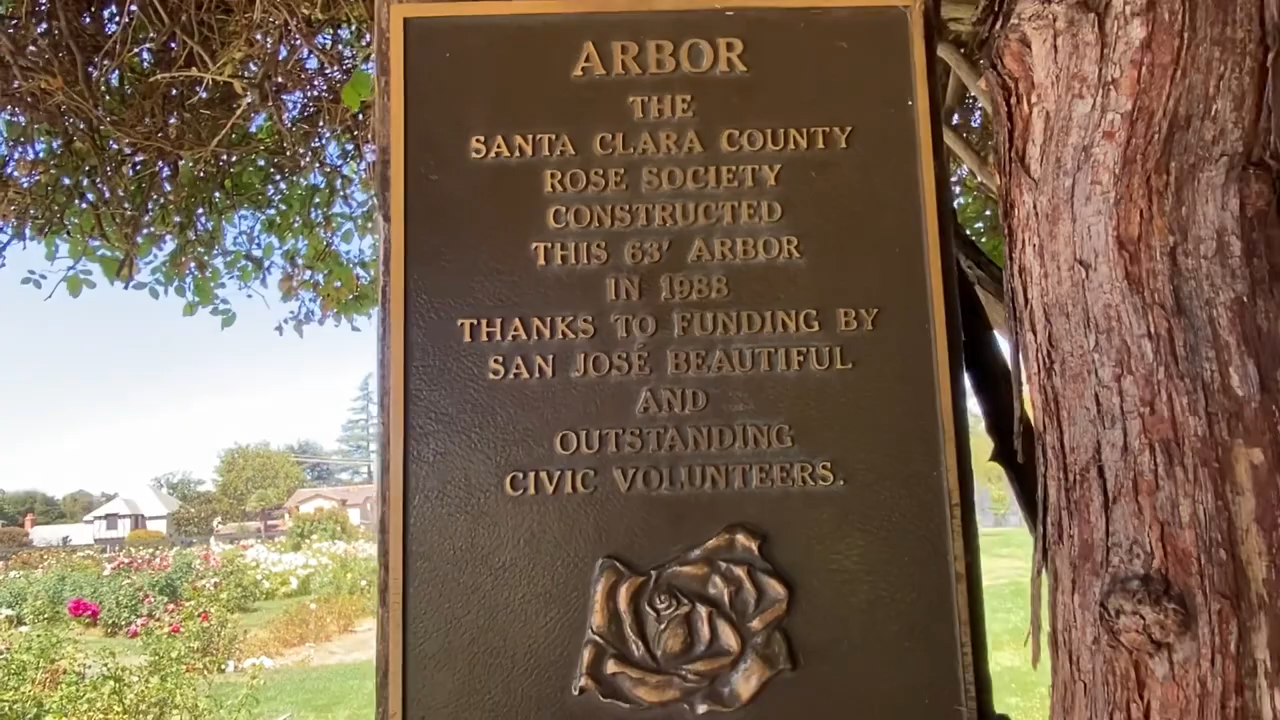 ARBOR
THE
SANTA CLARA COUNTY
ROSE SOCIETY
CONSTRUCTED
THIS 63' ARBOR
IN 1988
THANKS TO FUNDING BY
SAN JOSÉ BEAUTIFUL
AND
OUTSTANDING
CIVIC VOLUNTEERS.